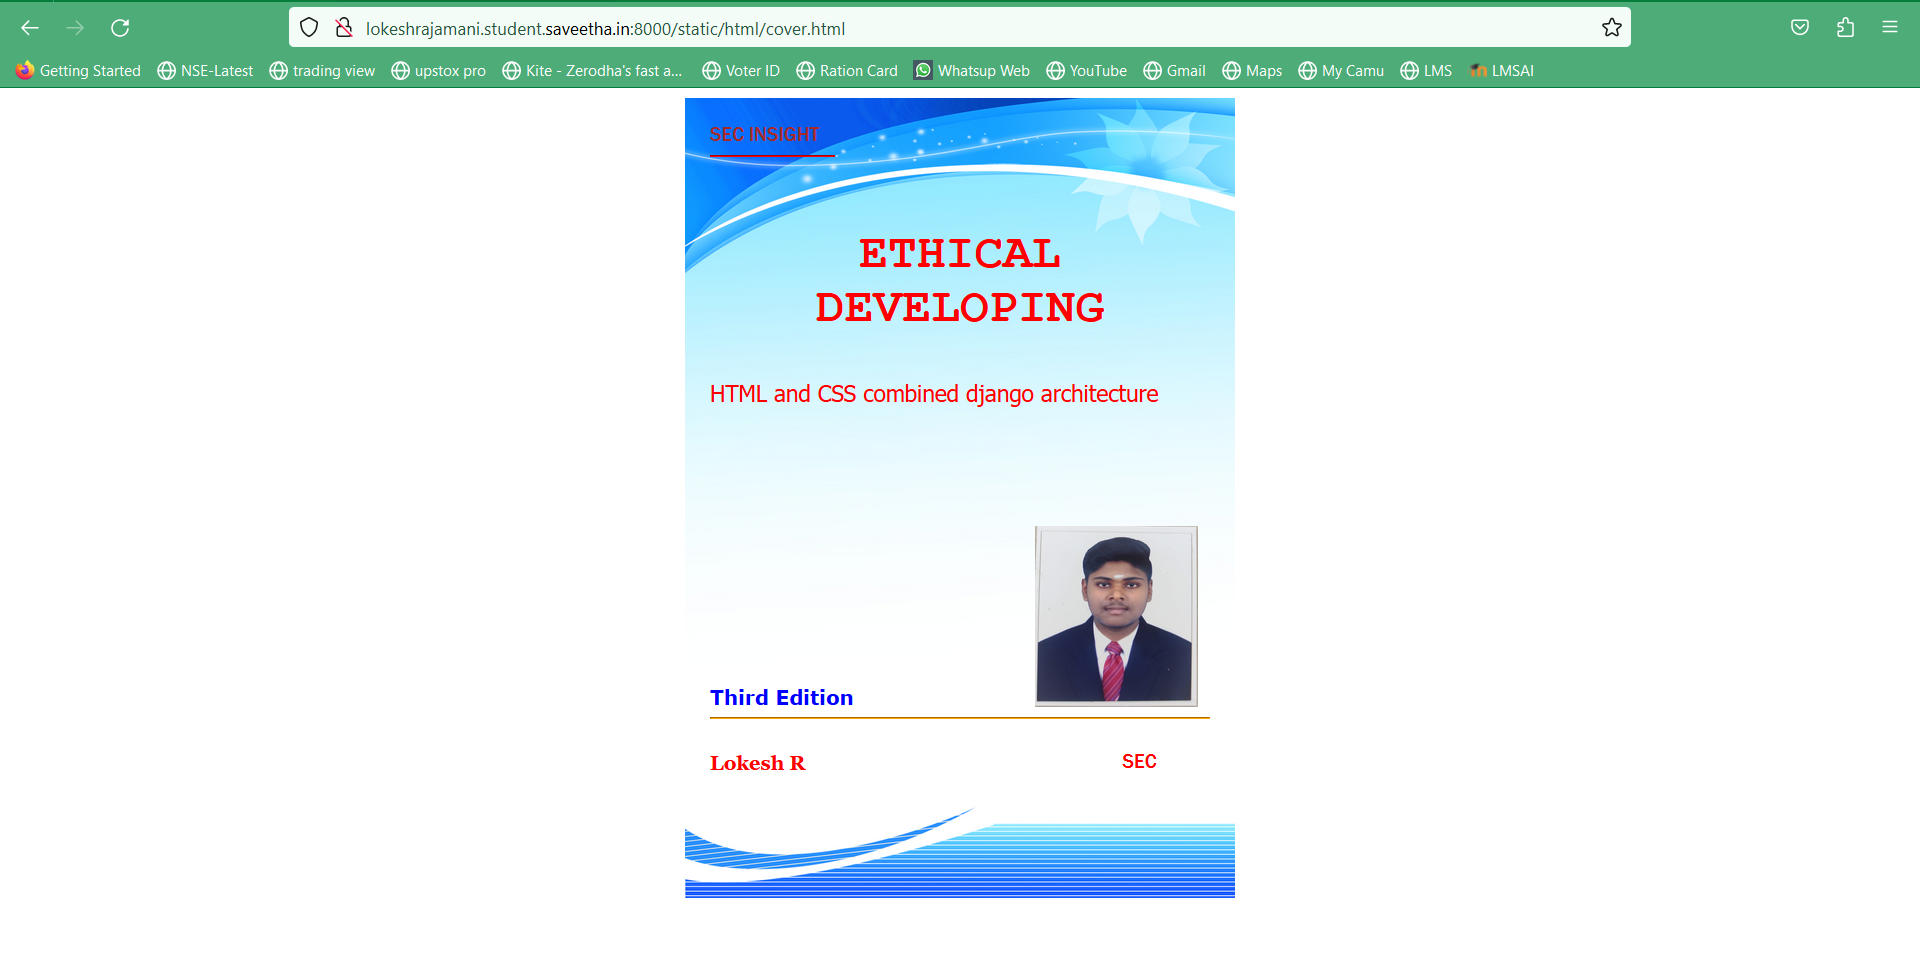 lokeshrajamani.student.saveetha.in:8000/static/html/cover.html
Getting Started NSE-Latest trading view upstox pro Kite - Zerodha's fast a... Voter ID Ration Card Whatsup Web YouTube Gmail Maps My Camu LMS LMSAI
SEC INSIGHT
ETHICAL
DEVELOPING
HTML and CSS combined django architecture
Third Edition
Lokesh R SEC